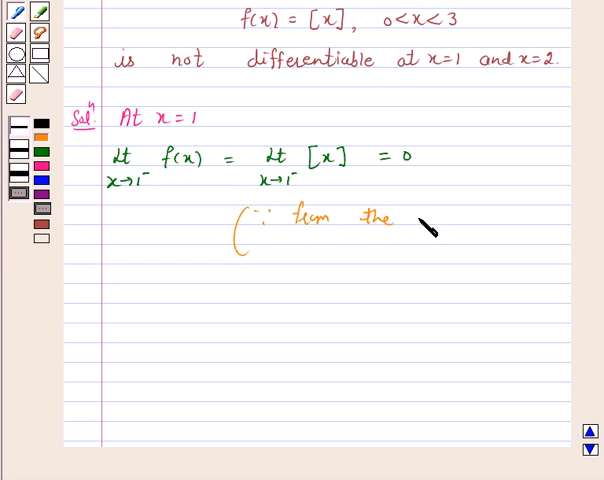 f(x) = [x], 0<x<3
is not differentiable at x=1 and x=2.
Solⁿ. At x=1
lt f(x) = lt [x] = 0
x→1⁻ x→1⁻
(∵ from the